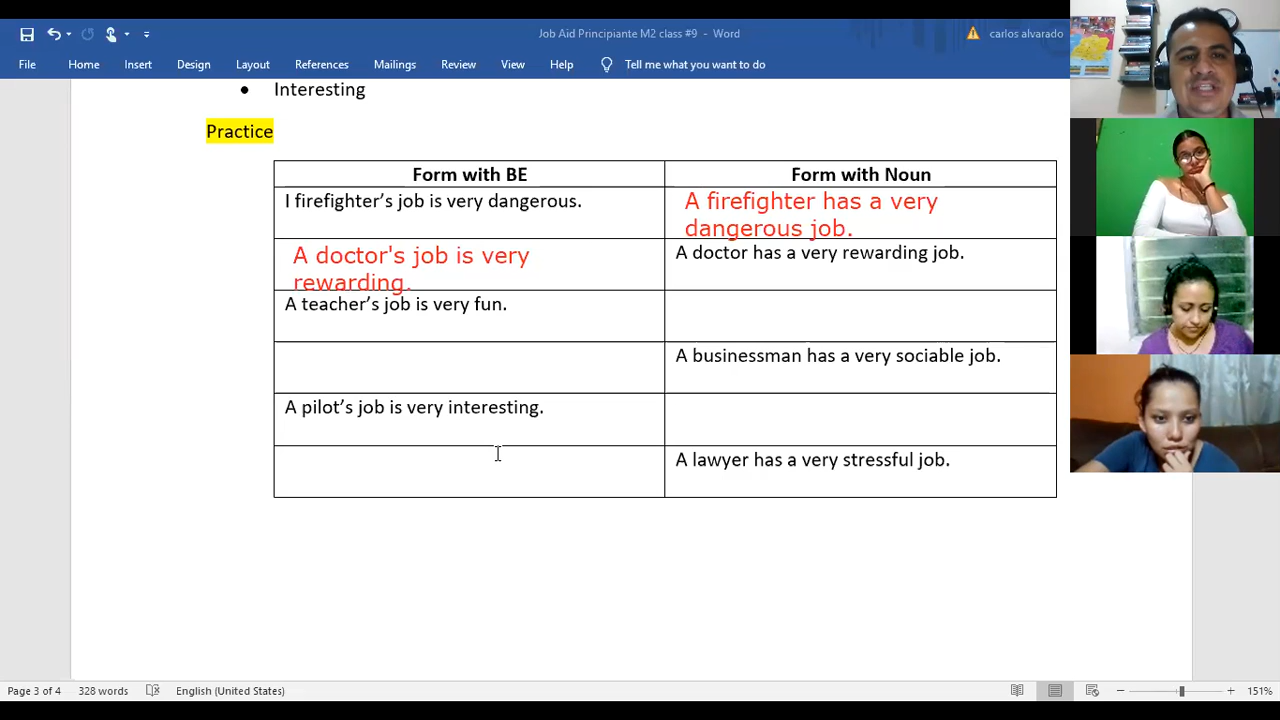 Job Aid Principiante M2 class #9 - Word
carlos alvarado
File Home Insert Design Layout References Mailings Review View Help Tell me what you want to do
• Interesting
Practice
Form with BE
Form with Noun
I firefighter's job is very dangerous.
A firefighter has a very
dangerous job.
A doctor's job is very
rewarding.
A doctor has a very rewarding job.
A teacher's job is very fun.
A businessman has a very sociable job.
A pilot's job is very interesting.
A lawyer has a very stressful job.
Page 3 of 4 328 words English (United States) 151%